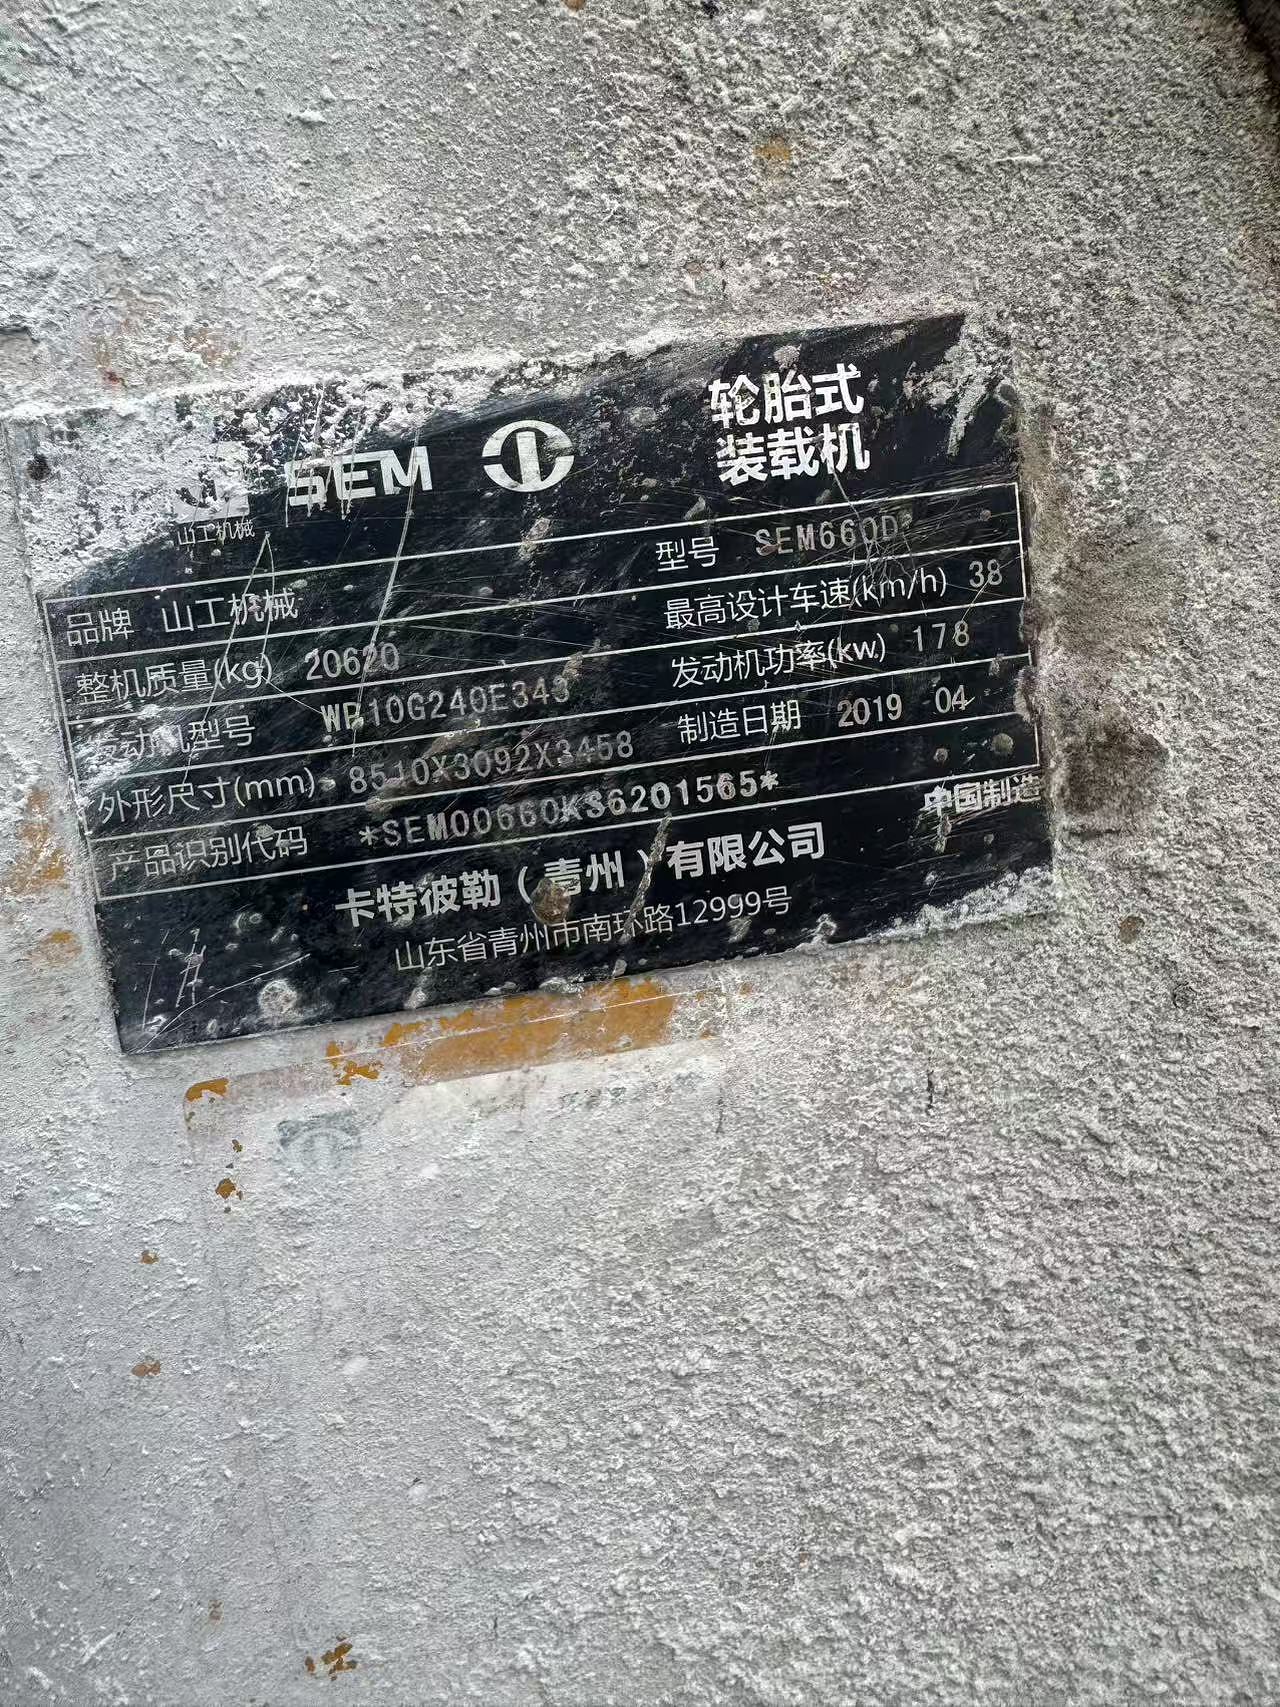 SEM
山工机械
轮胎式
装载机
品牌 山工机械 型号 SEM660D
整机质量(kg) 20620 最高设计车速(km/h) 38
发动机型号 WP10G240E343 发动机功率(kw) 178
外形尺寸(mm) 8510X3092X3458 制造日期 2019 04
产品识别代码 *SEM00660KS6201565*
中国制造
卡特彼勒（青州）有限公司
山东省青州市南环路12999号